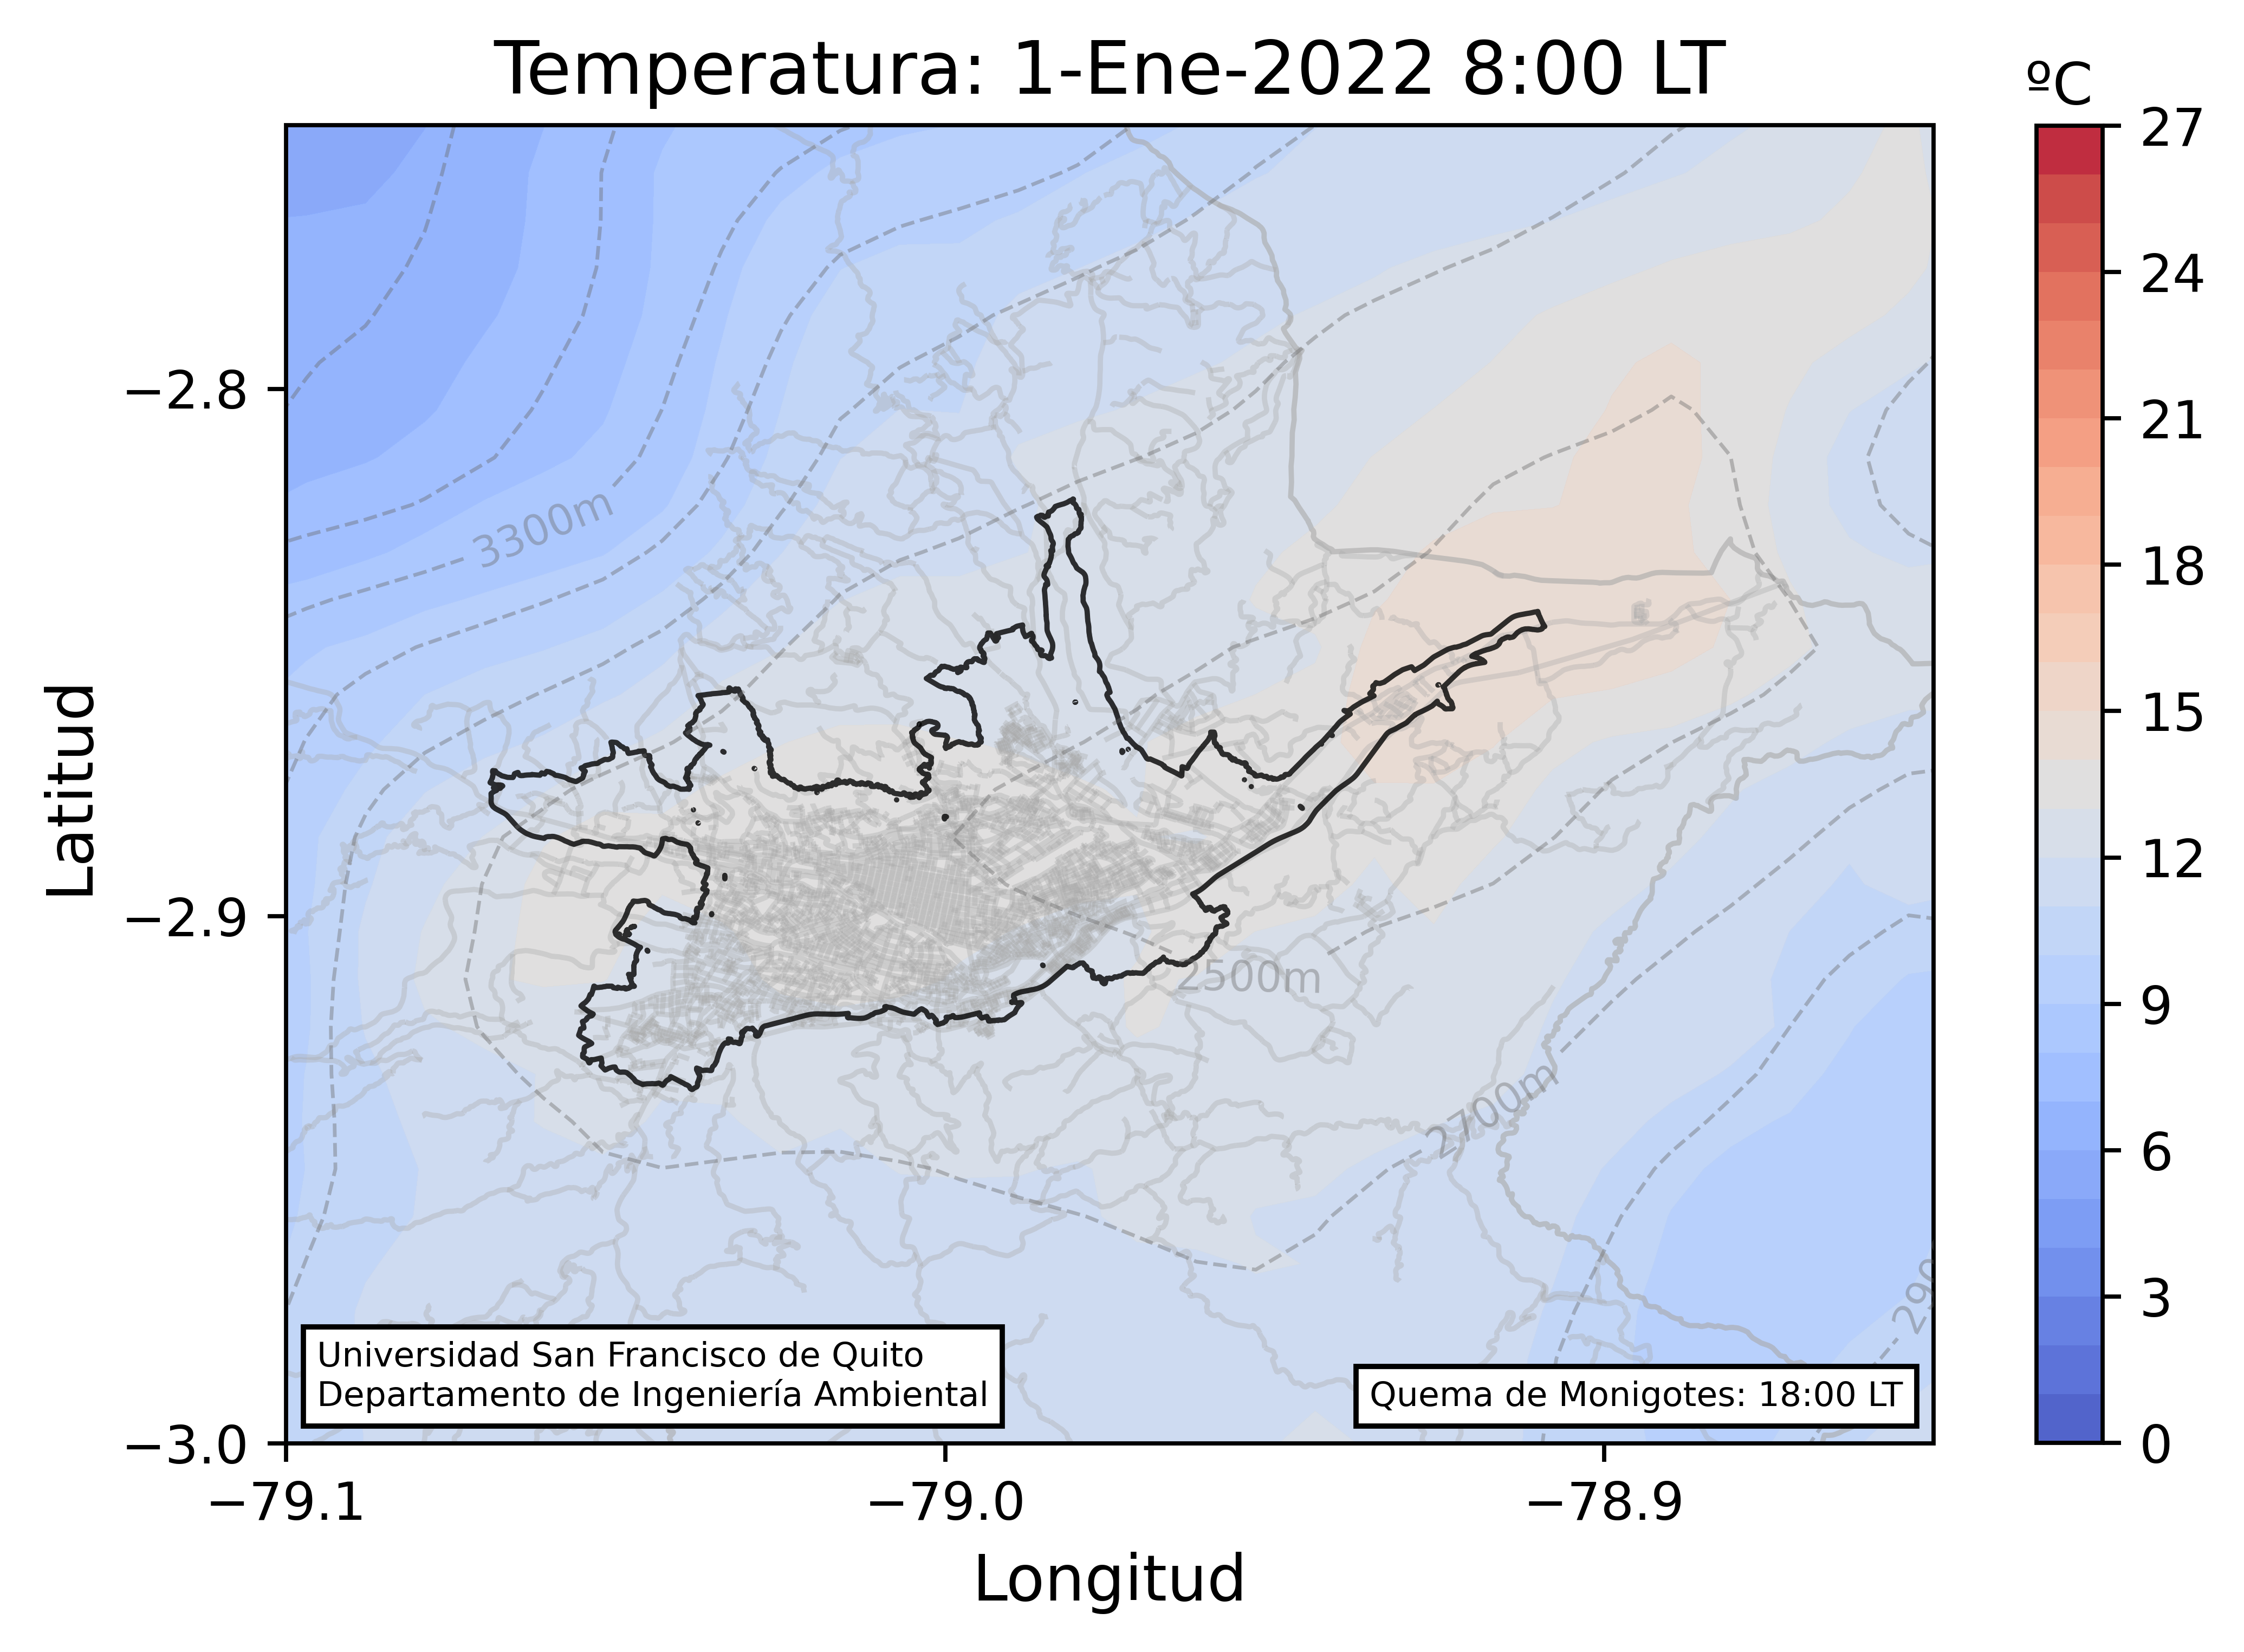 Temperatura: 1-Ene-2022 8:00 LT
ºC
27
24
21
18
15
12
9
6
3
0
Latitud
−2.8
−2.9
−3.0
3300m
2500m
2700m
Universidad San Francisco de Quito
Departamento de Ingeniería Ambiental
Quema de Monigotes: 18:00 LT
−79.1
−79.0
−78.9
Longitud